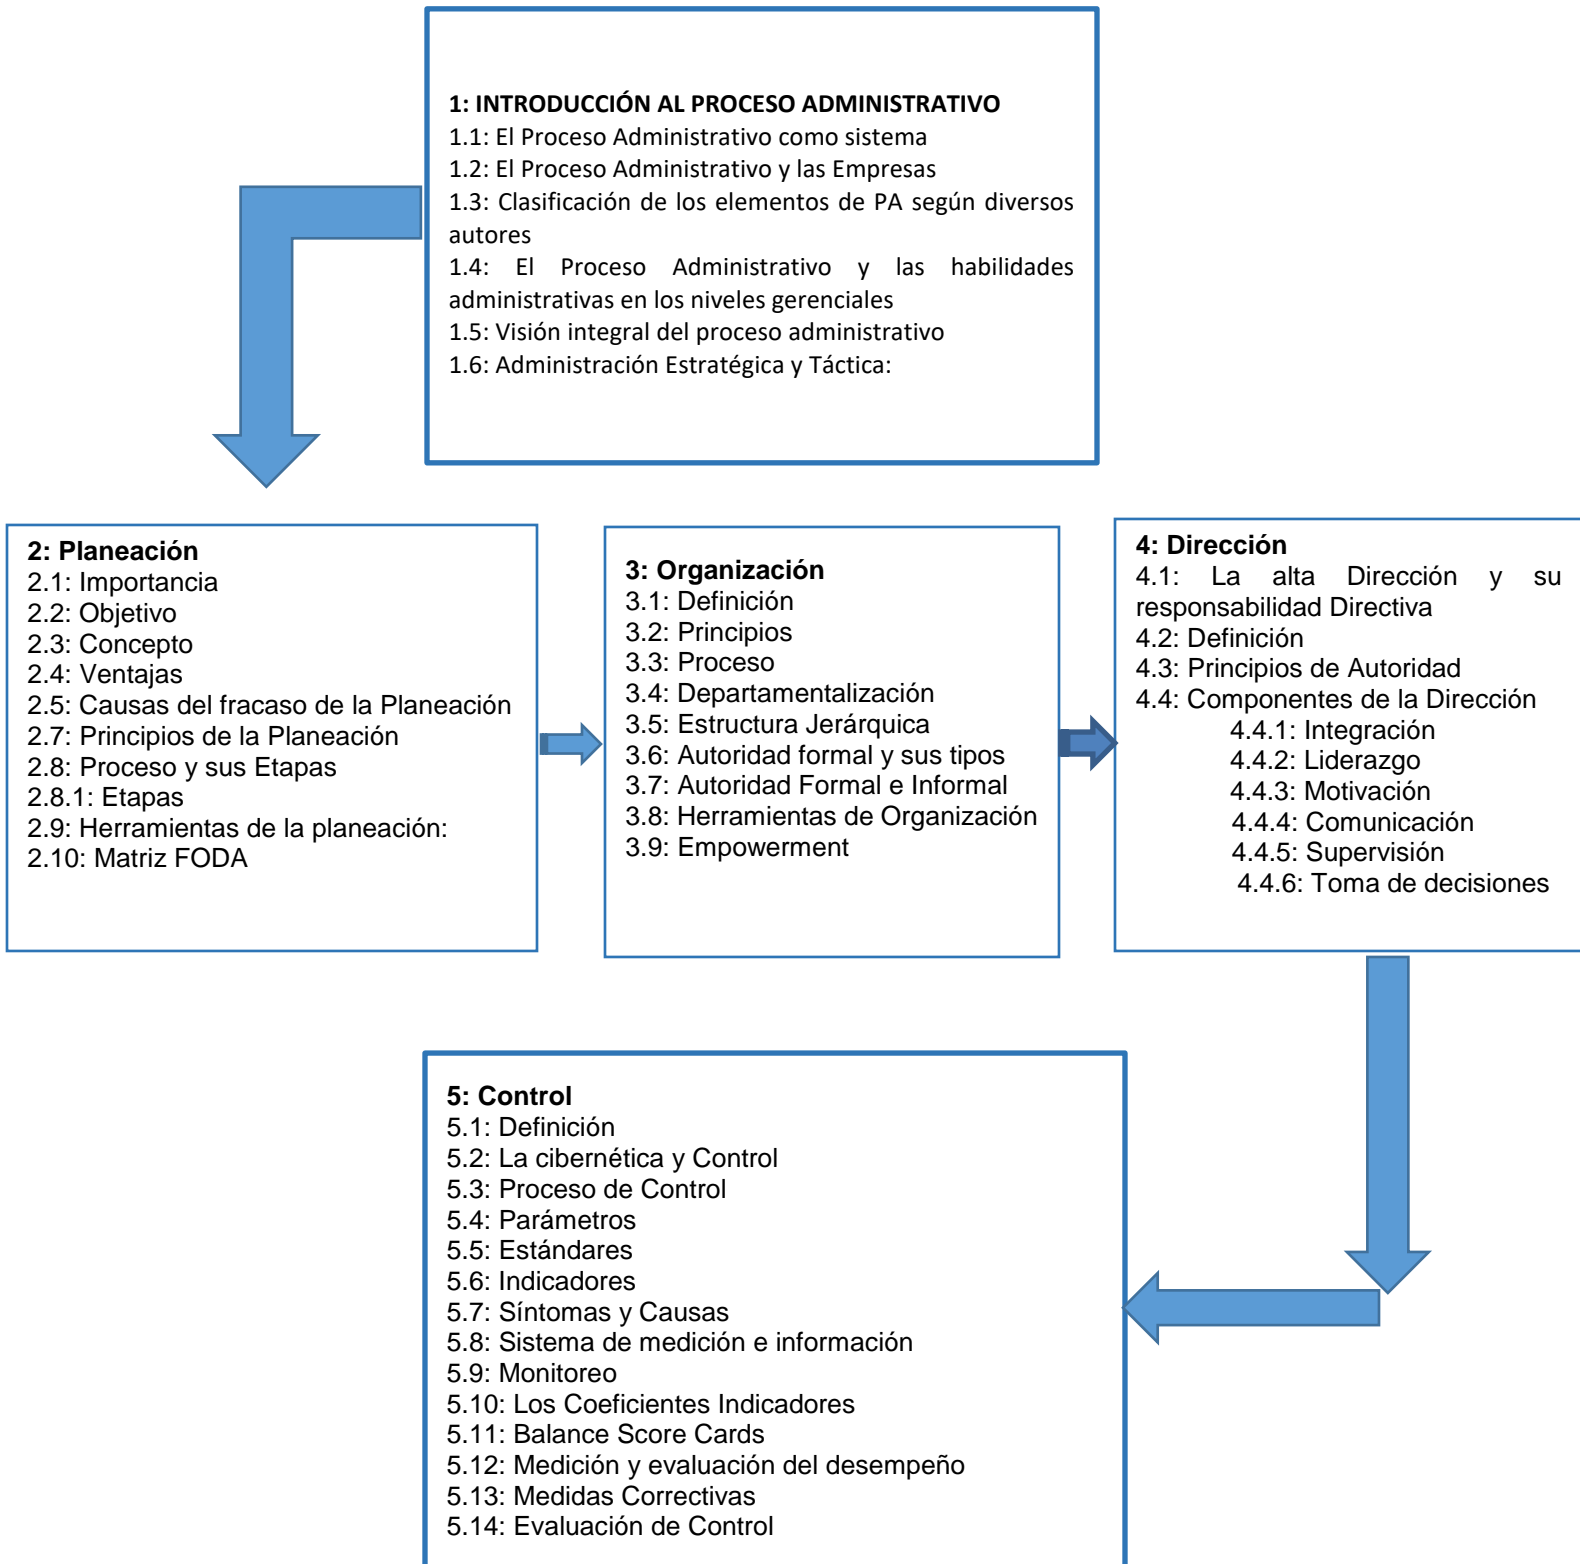 1: INTRODUCCIÓN AL PROCESO ADMINISTRATIVO
1.1: El Proceso Administrativo como sistema
1.2: El Proceso Administrativo y las Empresas
1.3: Clasificación de los elementos de PA según diversos
autores
1.4: El Proceso Administrativo y las habilidades
administrativas en los niveles gerenciales
1.5: Visión integral del proceso administrativo
1.6: Administración Estratégica y Táctica:
2: Planeación
2.1: Importancia
2.2: Objetivo
2.3: Concepto
2.4: Ventajas
2.5: Causas del fracaso de la Planeación
2.7: Principios de la Planeación
2.8: Proceso y sus Etapas
2.8.1: Etapas
2.9: Herramientas de la planeación:
2.10: Matriz FODA
3: Organización
3.1: Definición
3.2: Principios
3.3: Proceso
3.4: Departamentalización
3.5: Estructura Jerárquica
3.6: Autoridad formal y sus tipos
3.7: Autoridad Formal e Informal
3.8: Herramientas de Organización
3.9: Empowerment
4: Dirección
4.1: La alta Dirección y su
responsabilidad Directiva
4.2: Definición
4.3: Principios de Autoridad
4.4: Componentes de la Dirección
4.4.1: Integración
4.4.2: Liderazgo
4.4.3: Motivación
4.4.4: Comunicación
4.4.5: Supervisión
4.4.6: Toma de decisiones
5: Control
5.1: Definición
5.2: La cibernética y Control
5.3: Proceso de Control
5.4: Parámetros
5.5: Estándares
5.6: Indicadores
5.7: Síntomas y Causas
5.8: Sistema de medición e información
5.9: Monitoreo
5.10: Los Coeficientes Indicadores
5.11: Balance Score Cards
5.12: Medición y evaluación del desempeño
5.13: Medidas Correctivas
5.14: Evaluación de Control